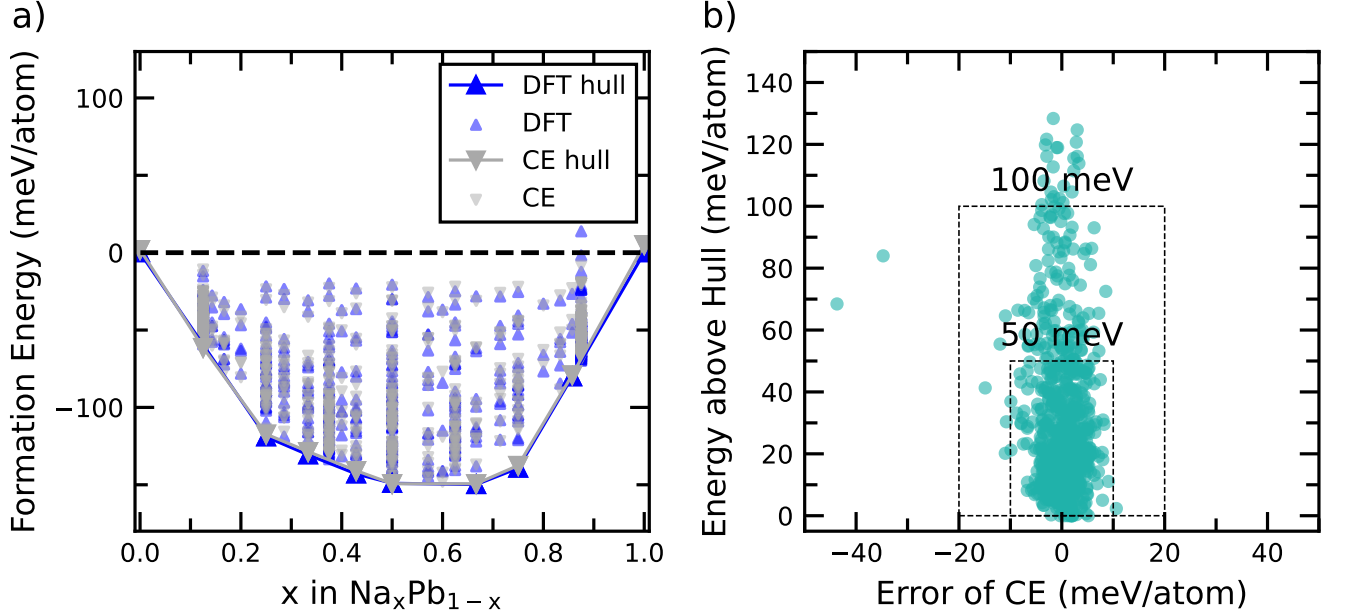 a)
Formation Energy (meV/atom)
100
0
−100
DFT hull
DFT
CE hull
CE
0.0 0.2 0.4 0.6 0.8 1.0
x in NaₓPb₁₋ₓ
b)
Energy above Hull (meV/atom)
140
120
100
80
60
40
20
0
100 meV
50 meV
−40 −20 0 20 40
Error of CE (meV/atom)